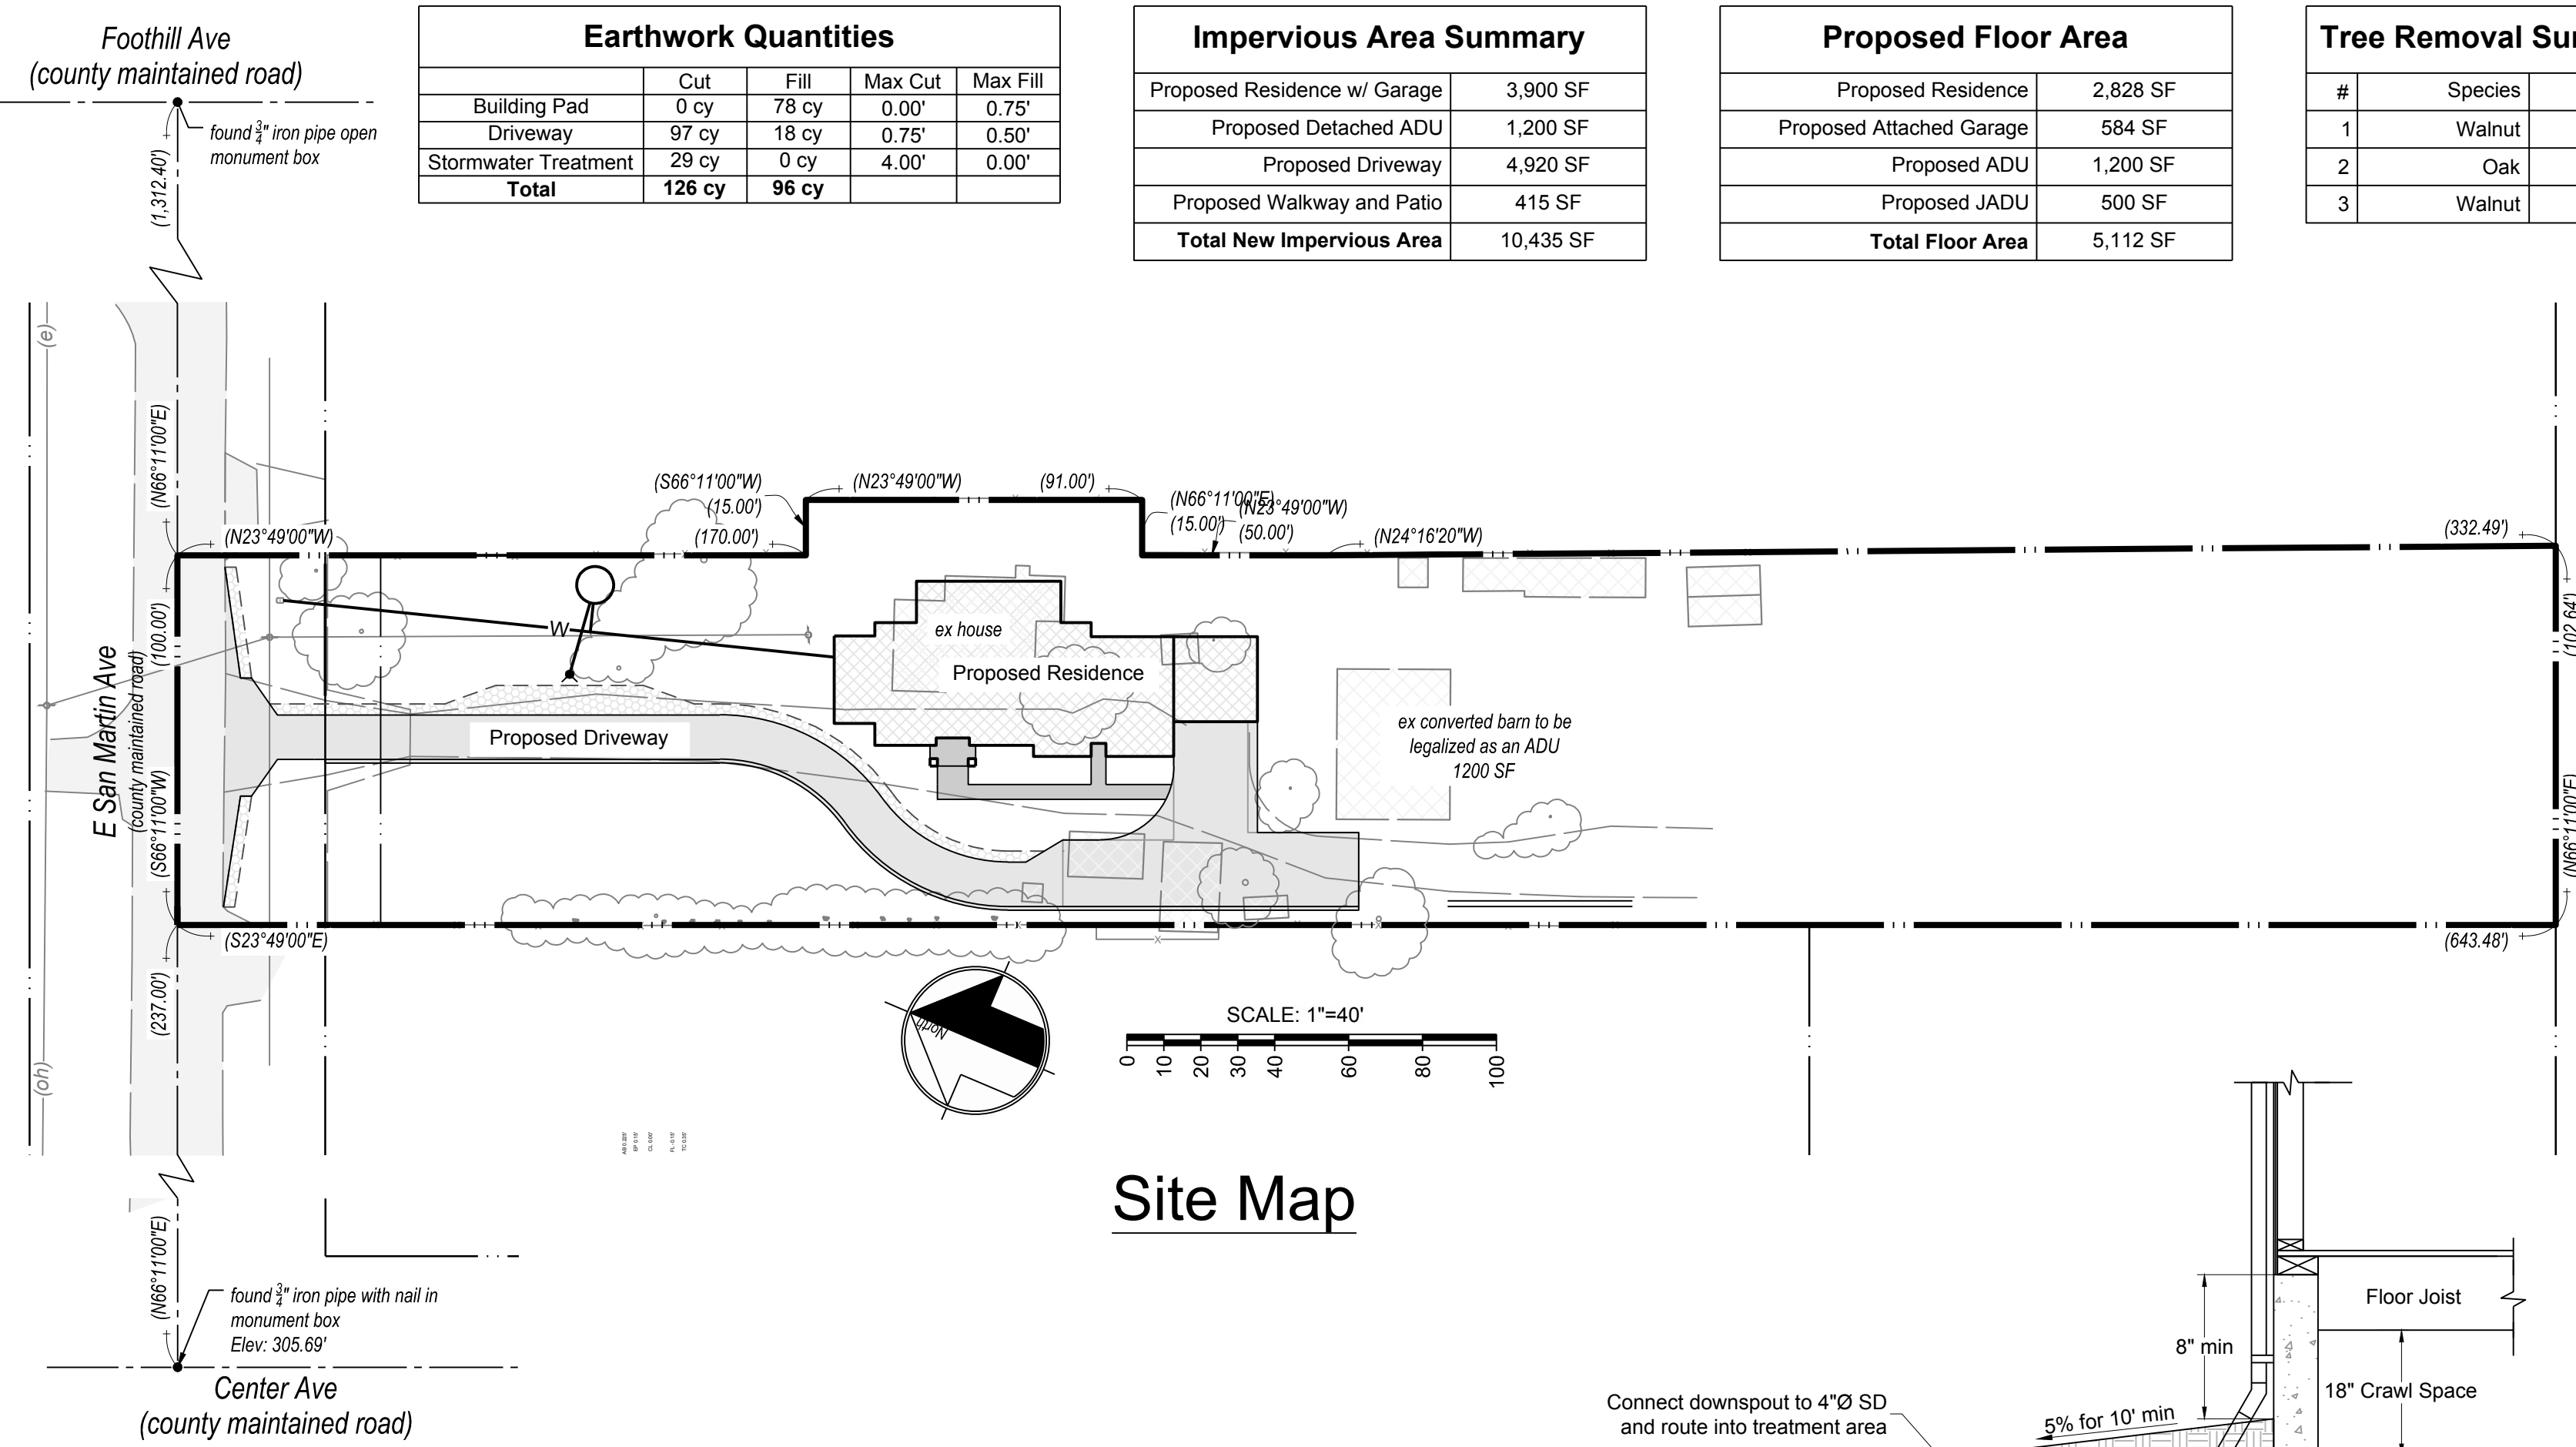 Foothill Ave
(county maintained road)
found 3/4" iron pipe open
monument box
(1,312.40')
Earthwork Quantities
Cut Fill Max Cut Max Fill
Building Pad 0 cy 78 cy 0.00' 0.75'
Driveway 97 cy 18 cy 0.75' 0.50'
Stormwater Treatment 29 cy 0 cy 4.00' 0.00'
Total 126 cy 96 cy
Impervious Area Summary
Proposed Residence w/ Garage 3,900 SF
Proposed Detached ADU 1,200 SF
Proposed Driveway 4,920 SF
Proposed Walkway and Patio 415 SF
Total New Impervious Area 10,435 SF
Proposed Floor Area
Proposed Residence 2,828 SF
Proposed Attached Garage 584 SF
Proposed ADU 1,200 SF
Proposed JADU 500 SF
Total Floor Area 5,112 SF
Tree Removal Su
# Species
1 Walnut
2 Oak
3 Walnut
(e)
(N66°11'00"E)
(S66°11'00"W)
(15.00')
(N23°49'00"W)
(91.00')
(N66°11'00"E)
(15.00')
(N23°49'00"W)
(50.00')
(N23°49'00"W)
(170.00')
(N24°16'20"W)
(332.49')
(100.00')
(102.64')
W
ex house
Proposed Residence
Proposed Driveway
ex converted barn to be
legalized as an ADU
1200 SF
E San Martin Ave
(county maintained road)
(S66°11'00"W)
(N66°11'00"E)
(S23°49'00"E)
(643.48')
(237.00')
(oh)
North
SCALE: 1"=40'
0 10 20 30 40 60 80 100
Site Map
(N66°11'00"E)
found 3/4" iron pipe with nail in
monument box
Elev: 305.69'
Center Ave
(county maintained road)
Floor Joist
8" min
18" Crawl Space
Connect downspout to 4"Ø SD
and route into treatment area
5% for 10' min